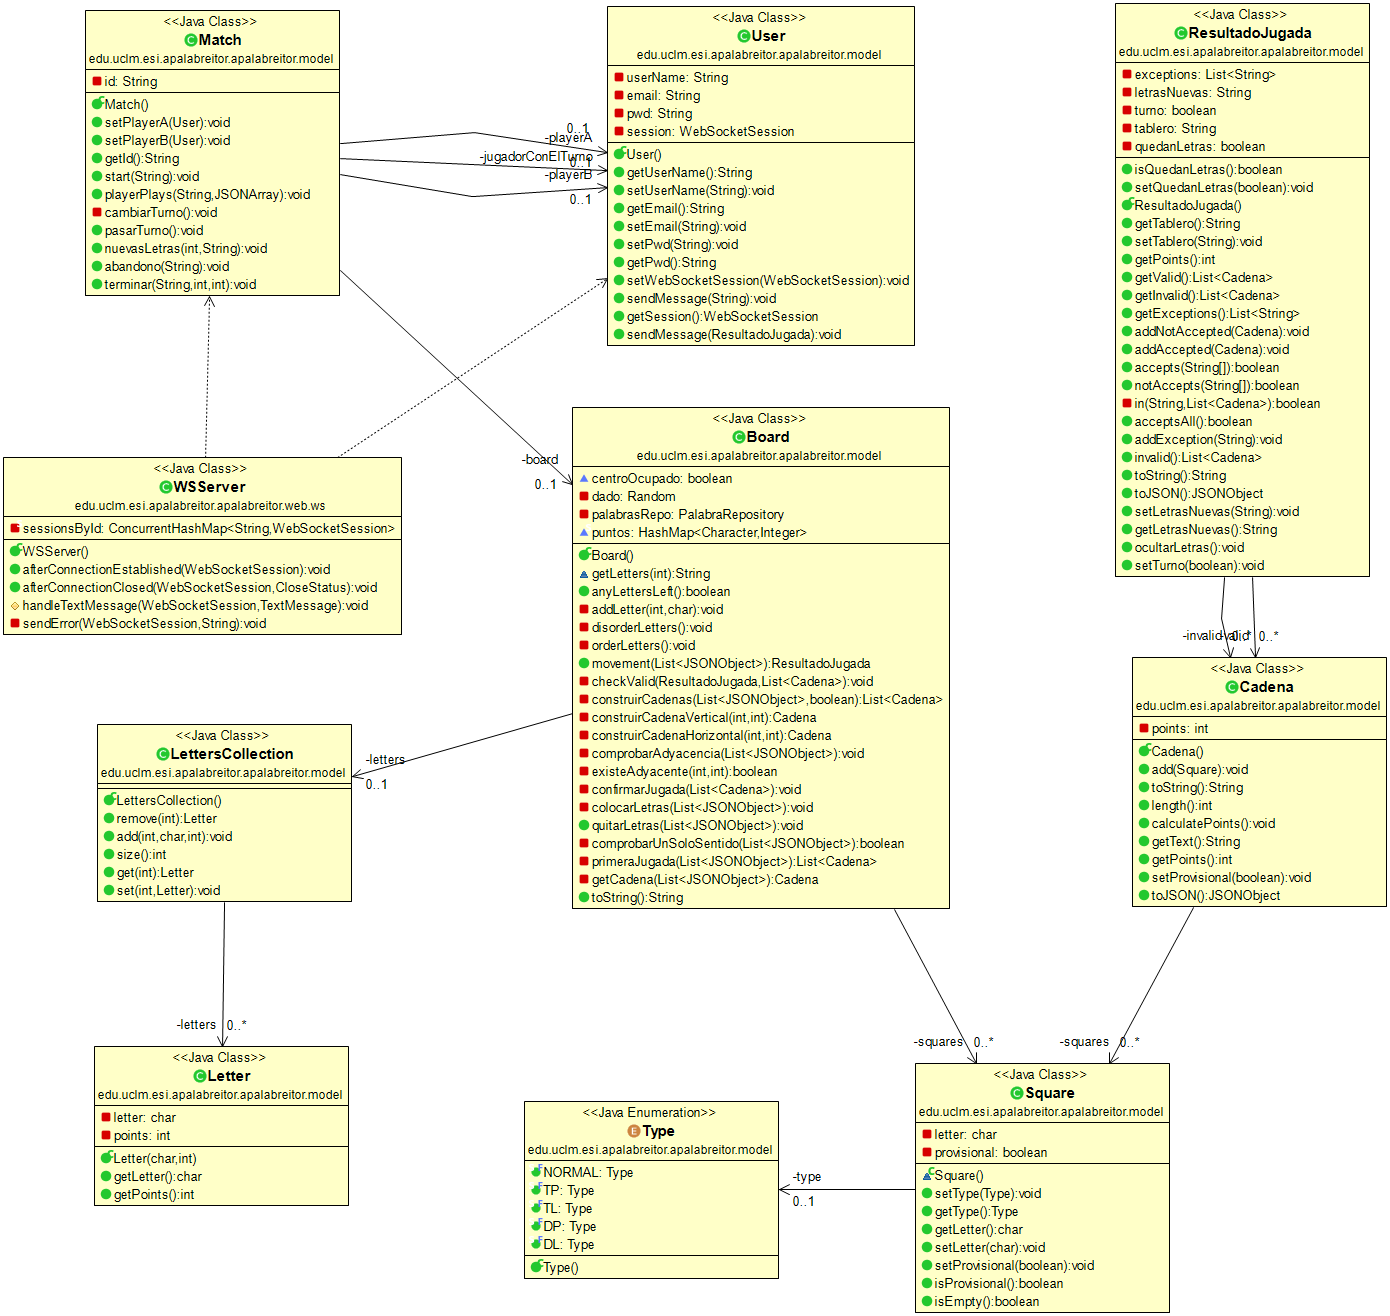 <<Java Class>>
Match
edu.uclm.esi.apalabreitor.apalabreitor.model
id: String
Match()
setPlayerA(User):void
setPlayerB(User):void
getId():String
start(String):void
playerPlays(String,JSONArray):void
cambiarTurno():void
pasarTurno():void
nuevasLetras(int,String):void
abandono(String):void
terminar(String,int,int):void
-playerA
0..1
-jugadorConElTurno
0..1
-playerB
0..1
<<Java Class>>
User
edu.uclm.esi.apalabreitor.apalabreitor.model
userName: String
email: String
pwd: String
session: WebSocketSession
User()
getUserName():String
setUserName(String):void
getEmail():String
setEmail(String):void
setPwd(String):void
getPwd():String
setWebSocketSession(WebSocketSession):void
sendMessage(String):void
getSession():WebSocketSession
sendMessage(ResultadoJugada):void
<<Java Class>>
ResultadoJugada
edu.uclm.esi.apalabreitor.apalabreitor.model
exceptions: List<String>
letrasNuevas: String
turno: boolean
tablero: String
quedanLetras: boolean
isQuedanLetras():boolean
setQuedanLetras(boolean):void
ResultadoJugada()
getTablero():String
setTablero(String):void
getPoints():int
getValid():List<Cadena>
getInvalid():List<Cadena>
getExceptions():List<String>
addNotAccepted(Cadena):void
addAccepted(Cadena):void
accepts(String[]):boolean
notAccepts(String[]):boolean
in(String,List<Cadena>):boolean
acceptsAll():boolean
addException(String):void
invalid():List<Cadena>
toString():String
toJSON():JSONObject
setLetrasNuevas(String):void
getLetrasNuevas():String
ocultarLetras():void
setTurno(boolean):void
-invalid
0..*
-valid
0..*
<<Java Class>>
WSServer
edu.uclm.esi.apalabreitor.apalabreitor.web.ws
sessionsById: ConcurrentHashMap<String,WebSocketSession>
WSServer()
afterConnectionEstablished(WebSocketSession):void
afterConnectionClosed(WebSocketSession,CloseStatus):void
handleTextMessage(WebSocketSession,TextMessage):void
sendError(WebSocketSession,String):void
-board
0..1
<<Java Class>>
Board
edu.uclm.esi.apalabreitor.apalabreitor.model
centroOcupado: boolean
dado: Random
palabrasRepo: PalabraRepository
puntos: HashMap<Character,Integer>
Board()
getLetters(int):String
anyLettersLeft():boolean
addLetter(int,char):void
disorderLetters():void
orderLetters():void
movement(List<JSONObject>):ResultadoJugada
checkValid(ResultadoJugada,List<Cadena>):void
construirCadenas(List<JSONObject>,boolean):List<Cadena>
construirCadenaVertical(int,int):Cadena
construirCadenaHorizontal(int,int):Cadena
comprobarAdyacencia(List<JSONObject>):void
existeAdyacente(int,int):boolean
confirmarJugada(List<Cadena>):void
colocarLetras(List<JSONObject>):void
quitarLetras(List<JSONObject>):void
comprobarUnSoloSentido(List<JSONObject>):boolean
primeraJugada(List<JSONObject>):List<Cadena>
getCadena(List<JSONObject>):Cadena
toString():String
<<Java Class>>
Cadena
edu.uclm.esi.apalabreitor.apalabreitor.model
points: int
Cadena()
add(Square):void
toString():String
length():int
calculatePoints():void
getText():String
getPoints():int
setProvisional(boolean):void
toJSON():JSONObject
<<Java Class>>
LettersCollection
edu.uclm.esi.apalabreitor.apalabreitor.model
LettersCollection()
remove(int):Letter
add(int,char,int):void
size():int
get(int):Letter
set(int,Letter):void
-letters
0..1
-letters
0..*
<<Java Class>>
Letter
edu.uclm.esi.apalabreitor.apalabreitor.model
letter: char
points: int
Letter(char,int)
getLetter():char
getPoints():int
<<Java Enumeration>>
Type
edu.uclm.esi.apalabreitor.apalabreitor.model
NORMAL: Type
TP: Type
TL: Type
DP: Type
DL: Type
Type()
-type
0..1
-squares
0..*
-squares
0..*
<<Java Class>>
Square
edu.uclm.esi.apalabreitor.apalabreitor.model
letter: char
provisional: boolean
Square()
setType(Type):void
getType():Type
getLetter():char
setLetter(char):void
setProvisional(boolean):void
isProvisional():boolean
isEmpty():boolean